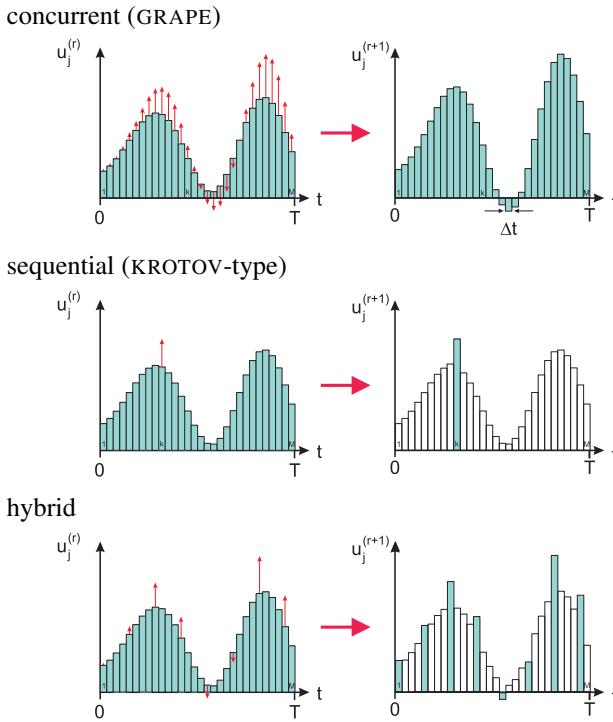 concurrent (GRAPE)
u_j^(r)
u_j^(r+1)
1
k
M
t
1
k
M
0
T
0
T
Δt
sequential (KROTOV-type)
u_j^(r)
u_j^(r+1)
1
k
M
t
1
k
M
0
T
0
T
hybrid
u_j^(r)
u_j^(r+1)
1
M
t
1
M
0
T
0
T